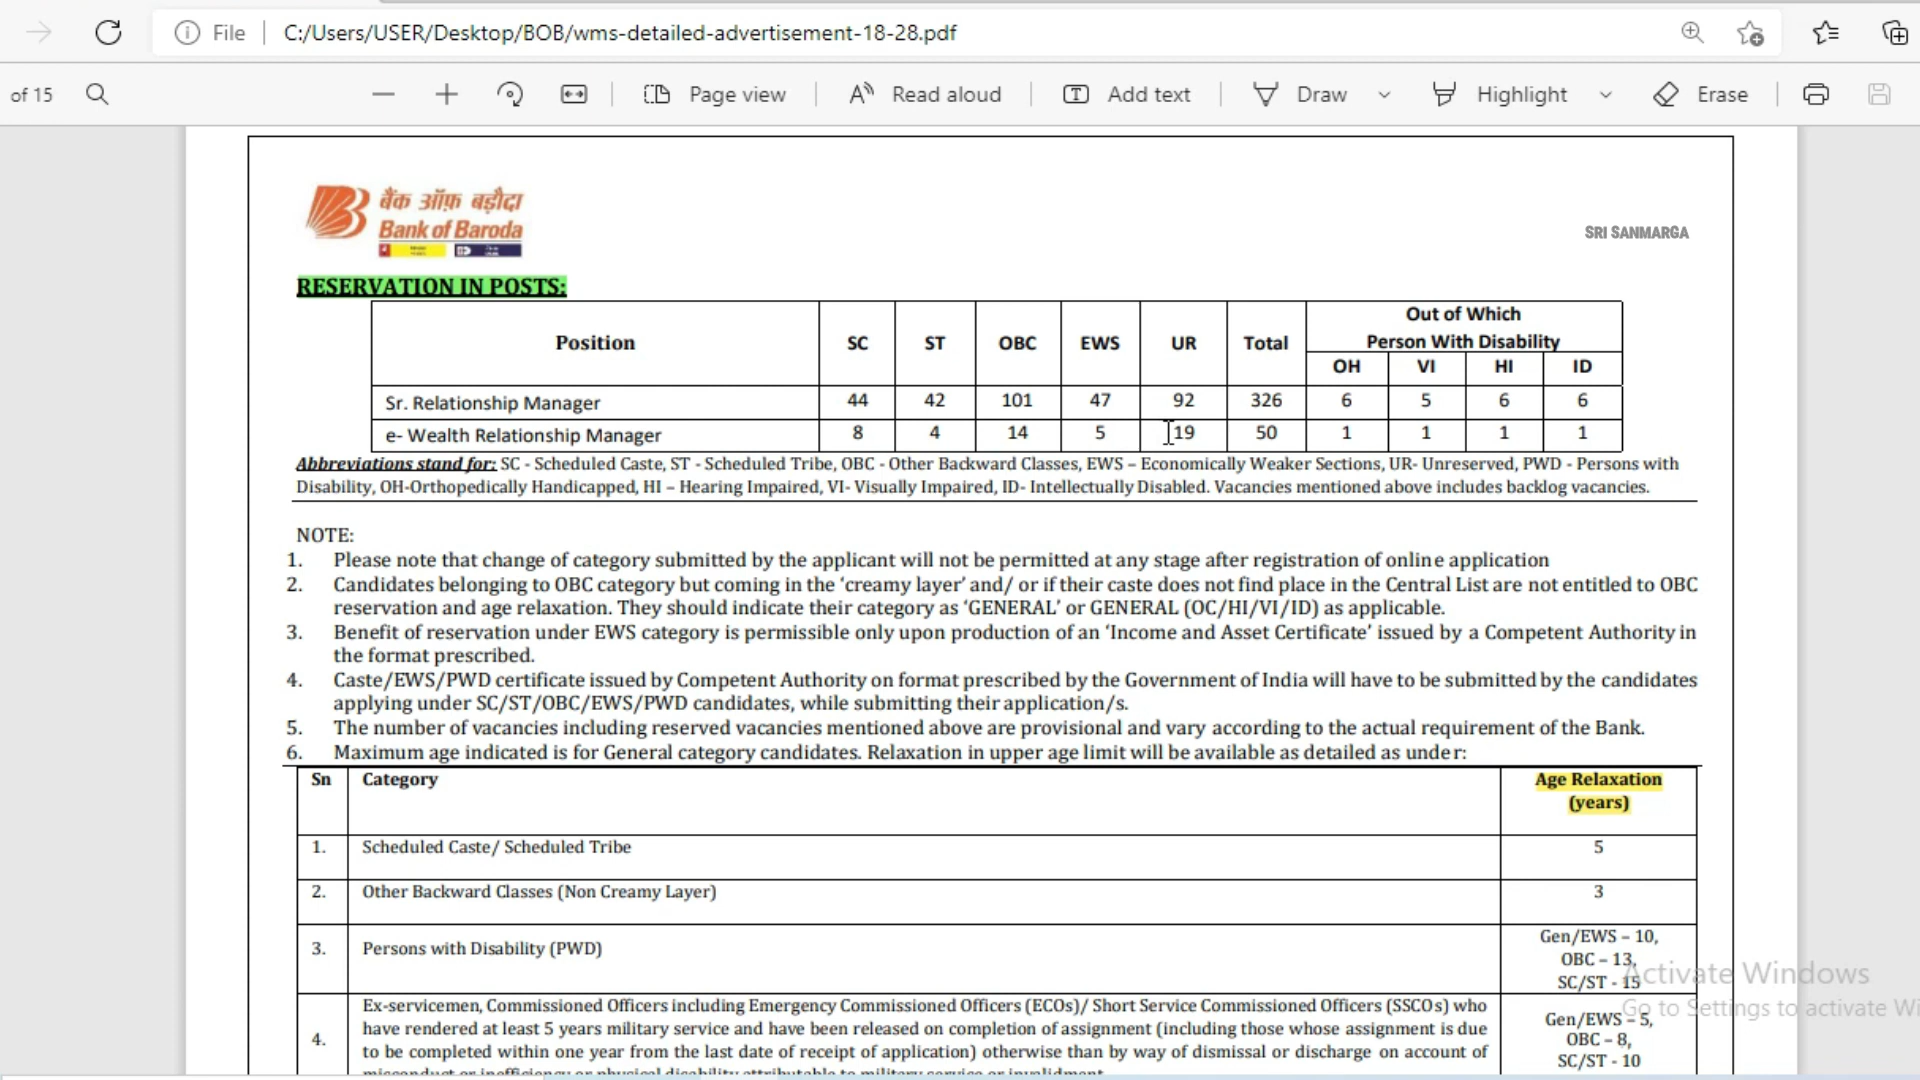 File C:/Users/USER/Desktop/BOB/wms-detailed-advertisement-18-28.pdf
of 15 Page view Read aloud Add text Draw Highlight Erase
बैंक ऑफ़ बड़ौदा
Bank of Baroda
SRI SANMARGA
RESERVATION IN POSTS:
Position SC ST OBC EWS UR Total Out of Which Person With Disability
OH VI HI ID
Sr. Relationship Manager 44 42 101 47 92 326 6 5 6 6
e- Wealth Relationship Manager 8 4 14 5 19 50 1 1 1 1
Abbreviations stand for: SC - Scheduled Caste, ST - Scheduled Tribe, OBC - Other Backward Classes, EWS – Economically Weaker Sections, UR- Unreserved, PWD - Persons with
Disability, OH-Orthopedically Handicapped, HI – Hearing Impaired, VI- Visually Impaired, ID- Intellectually Disabled. Vacancies mentioned above includes backlog vacancies.
NOTE:
1. Please note that change of category submitted by the applicant will not be permitted at any stage after registration of online application
2. Candidates belonging to OBC category but coming in the ‘creamy layer’ and/ or if their caste does not find place in the Central List are not entitled to OBC
reservation and age relaxation. They should indicate their category as ‘GENERAL’ or GENERAL (OC/HI/VI/ID) as applicable.
3. Benefit of reservation under EWS category is permissible only upon production of an ‘Income and Asset Certificate’ issued by a Competent Authority in
the format prescribed.
4. Caste/EWS/PWD certificate issued by Competent Authority on format prescribed by the Government of India will have to be submitted by the candidates
applying under SC/ST/OBC/EWS/PWD candidates, while submitting their application/s.
5. The number of vacancies including reserved vacancies mentioned above are provisional and vary according to the actual requirement of the Bank.
6. Maximum age indicated is for General category candidates. Relaxation in upper age limit will be available as detailed as under:
Sn Category Age Relaxation
(years)
1. Scheduled Caste/ Scheduled Tribe 5
2. Other Backward Classes (Non Creamy Layer) 3
3. Persons with Disability (PWD) Gen/EWS – 10,
OBC – 13,
SC/ST - 15
4. Ex-servicemen, Commissioned Officers including Emergency Commissioned Officers (ECOs)/ Short Service Commissioned Officers (SSCOs) who
have rendered at least 5 years military service and have been released on completion of assignment (including those whose assignment is due
to be completed within one year from the last date of receipt of application) otherwise than by way of dismissal or discharge on account of
misconduct or inefficiency or physical disability attributable to military service or invalidment
Gen/EWS – 5,
OBC – 8,
SC/ST - 10
Activate Windows
Go to Settings to activate Wi